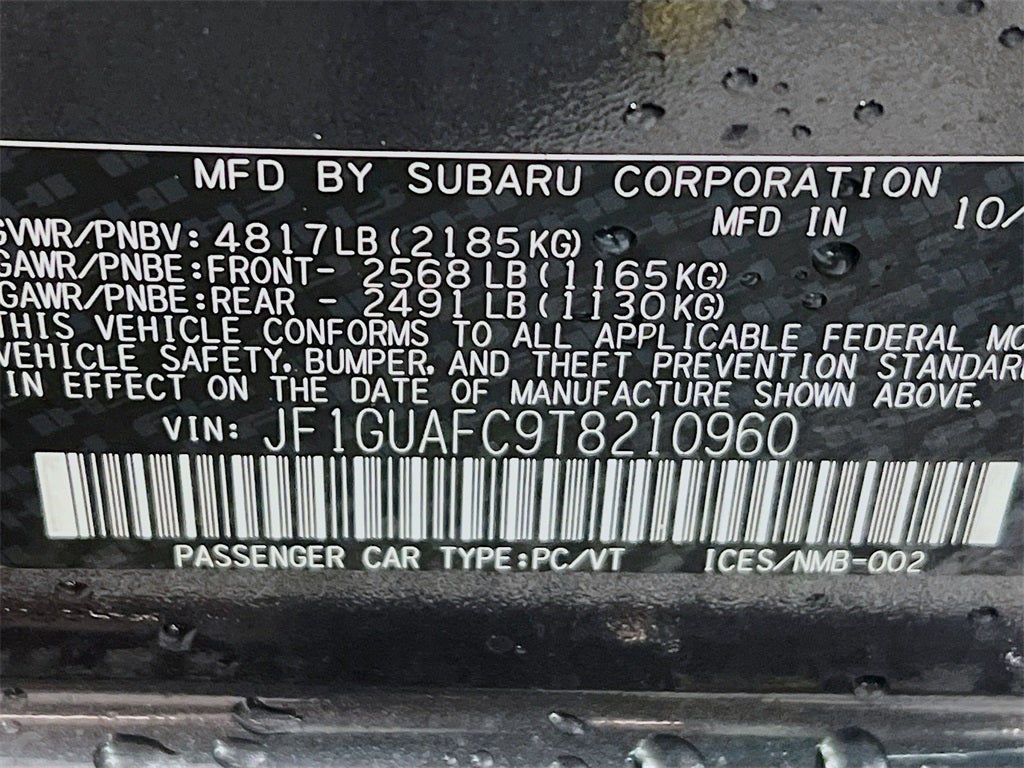 MFD BY SUBARU CORPORATION
MFD IN 10/
GVWR/PNBV: 4817LB(2185KG)
GAWR/PNBE:FRONT- 2568 LB(1165KG)
GAWR/PNBE:REAR - 2491 LB(1130KG)
THIS VEHICLE CONFORMS TO ALL APPLICABLE FEDERAL MO
VEHICLE SAFETY, BUMPER, AND THEFT PREVENTION STANDAR
IN EFFECT ON THE DATE OF MANUFACTURE SHOWN ABOVE.
VIN: JF1GUAFC9T8210960
PASSENGER CAR TYPE:PC/VT ICES/NMB-002